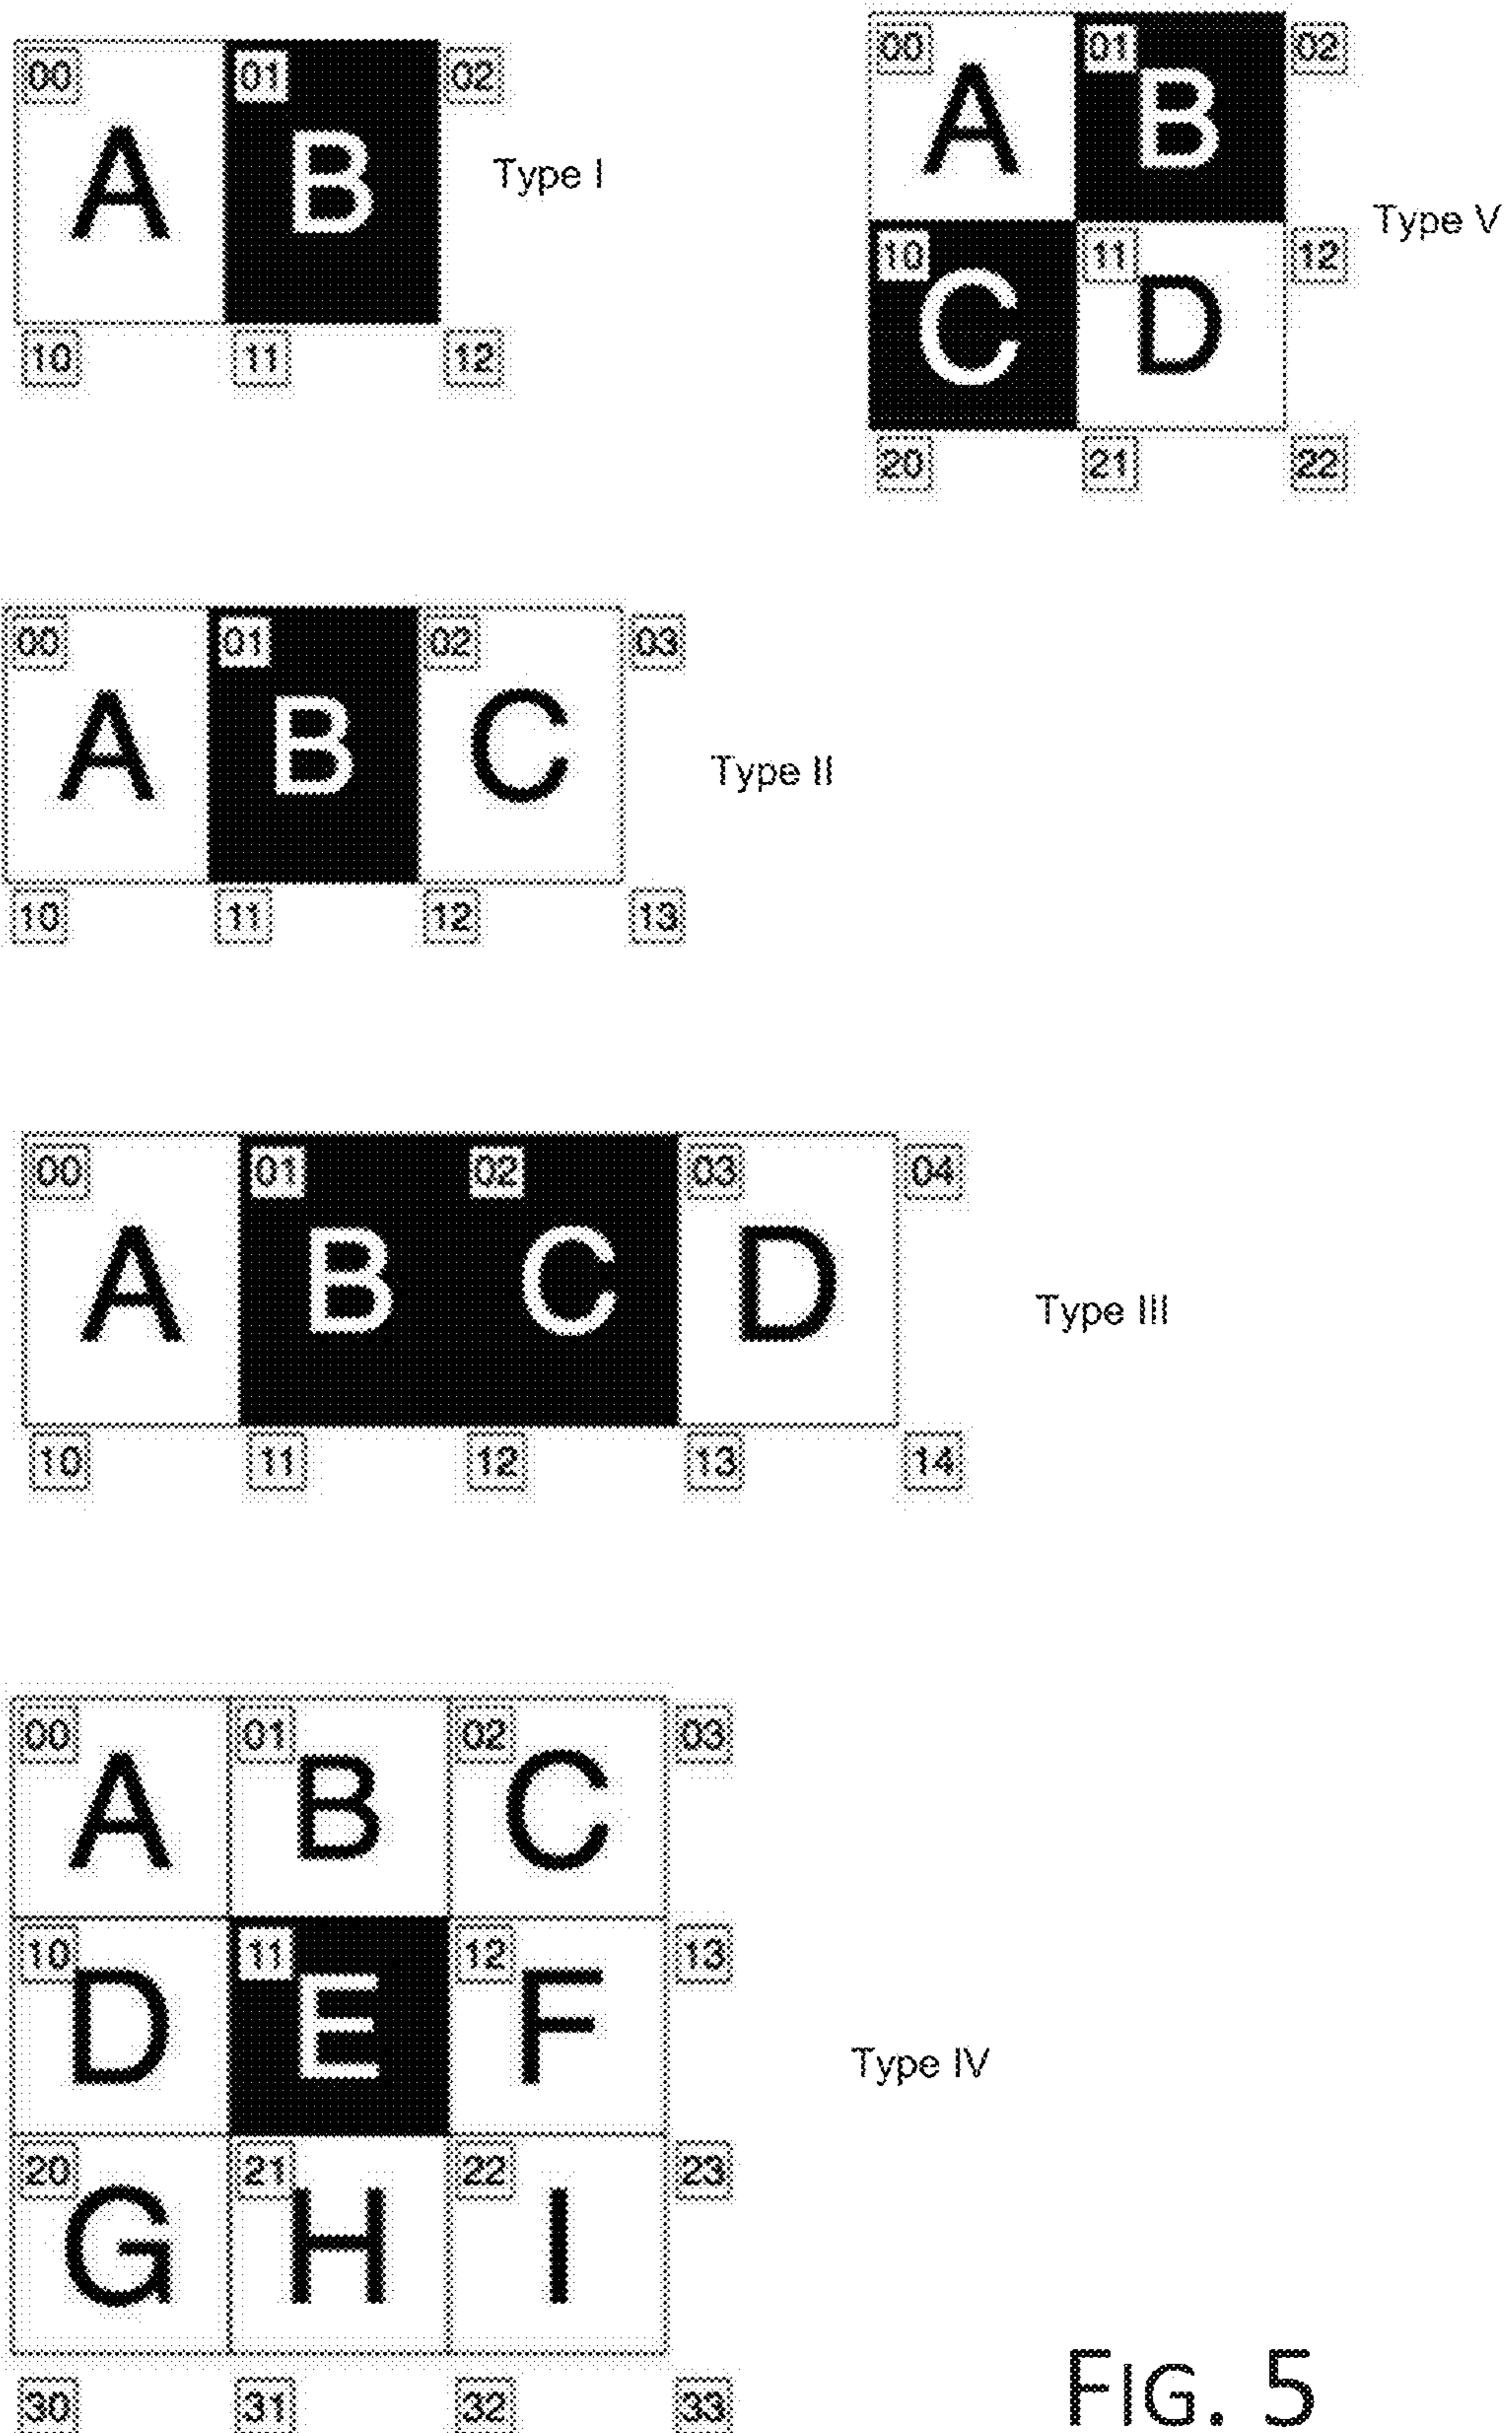 00 01 02
A B
Type I
10 11 12
00 01 02
A B
Type V
10 11 12
C D
20 21 22
00 01 02 03
A B C
Type II
10 11 12 13
00 01 02 03 04
A B C D
Type III
10 11 12 13 14
00 01 02 03
A B C
10 11 12 13
D E F
Type IV
20 21 22 23
G H I
30 31 32 33
FIG. 5